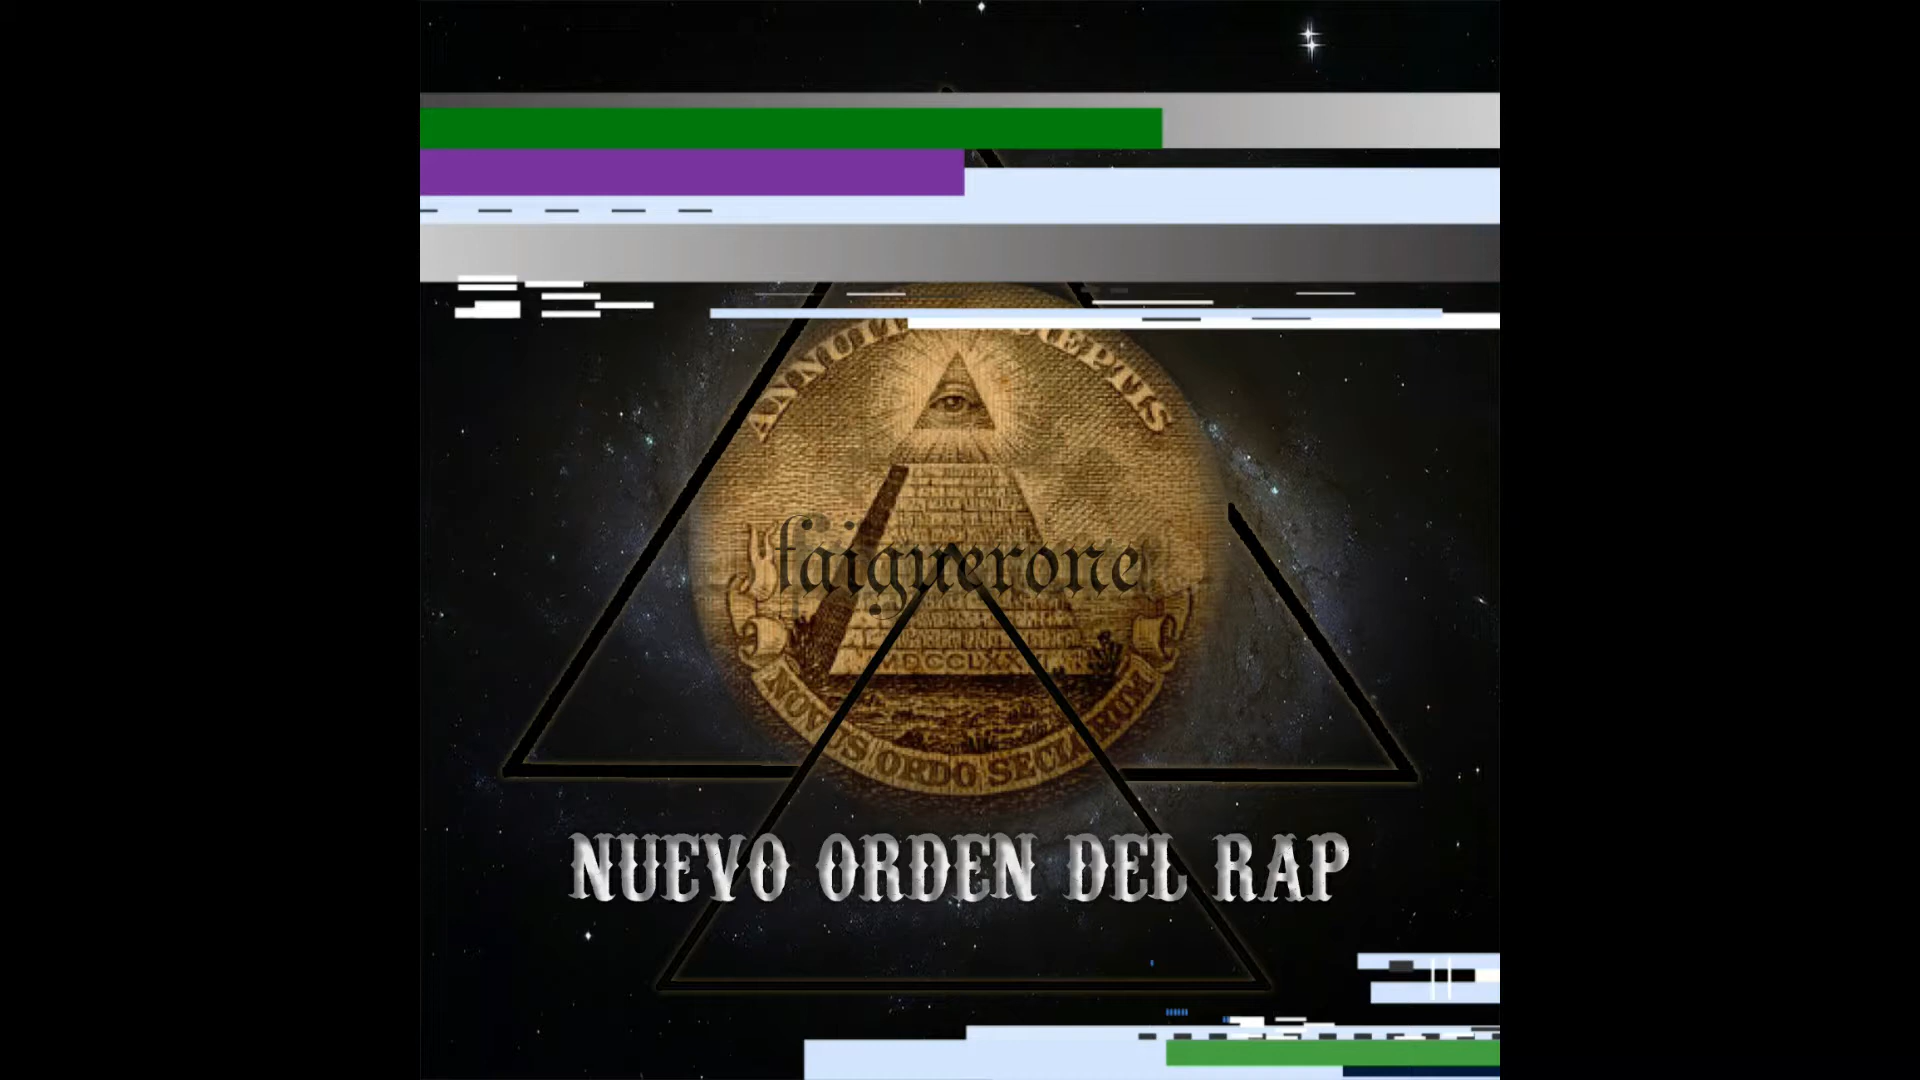 ANNUIT COEPTIS
faiguerone
MDCCLXX
NOVUS ORDO SECLORUM
NUEVO ORDEN DEL RAP